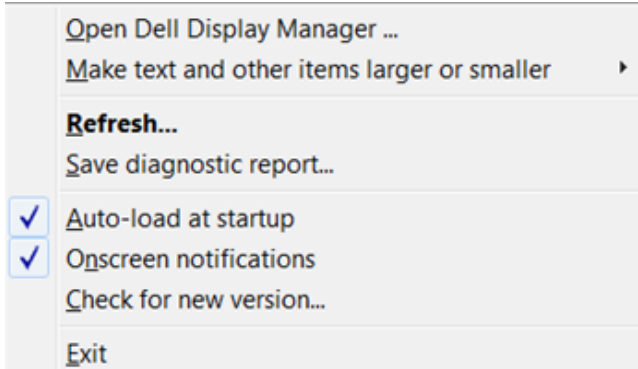 Open Dell Display Manager ...
Make text and other items larger or smaller
Refresh...
Save diagnostic report...
Auto-load at startup
Onscreen notifications
Check for new version...
Exit